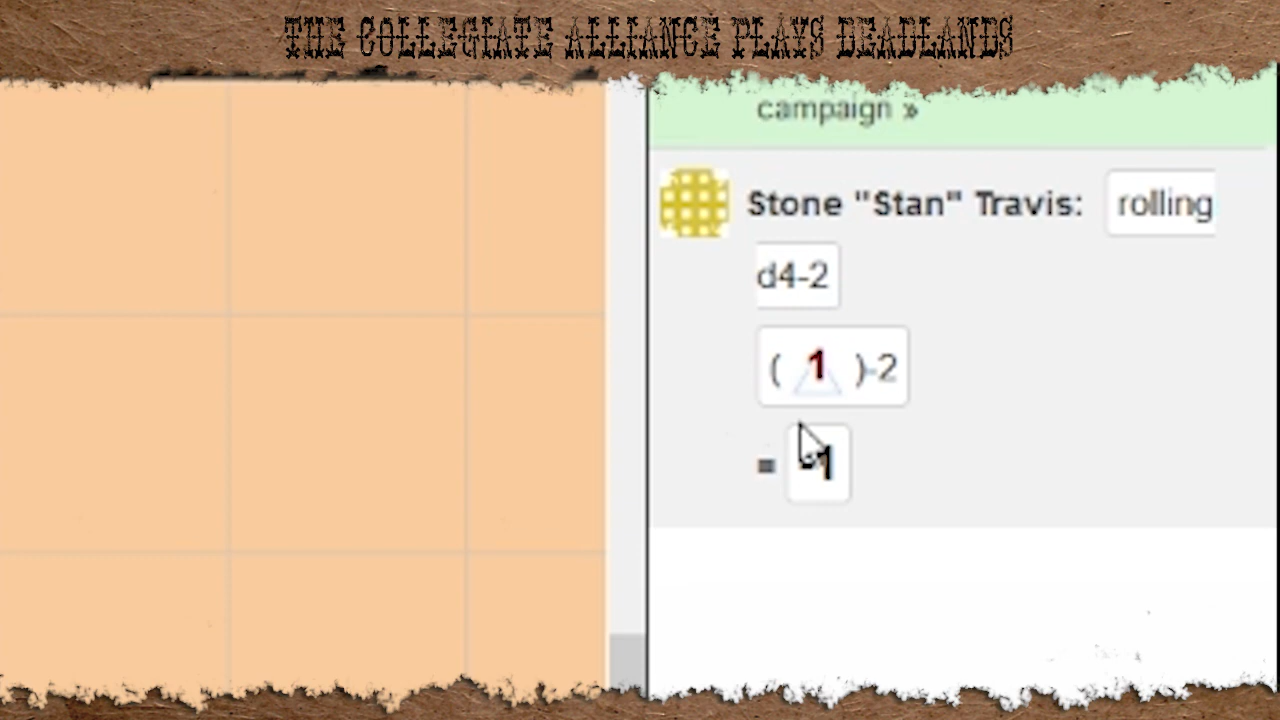 THE COLLEGIATE ALLIANCE PLAYS DEADLANDS
campaign »
Stone "Stan" Travis: rolling
d4-2
( 1 )-2
= -1